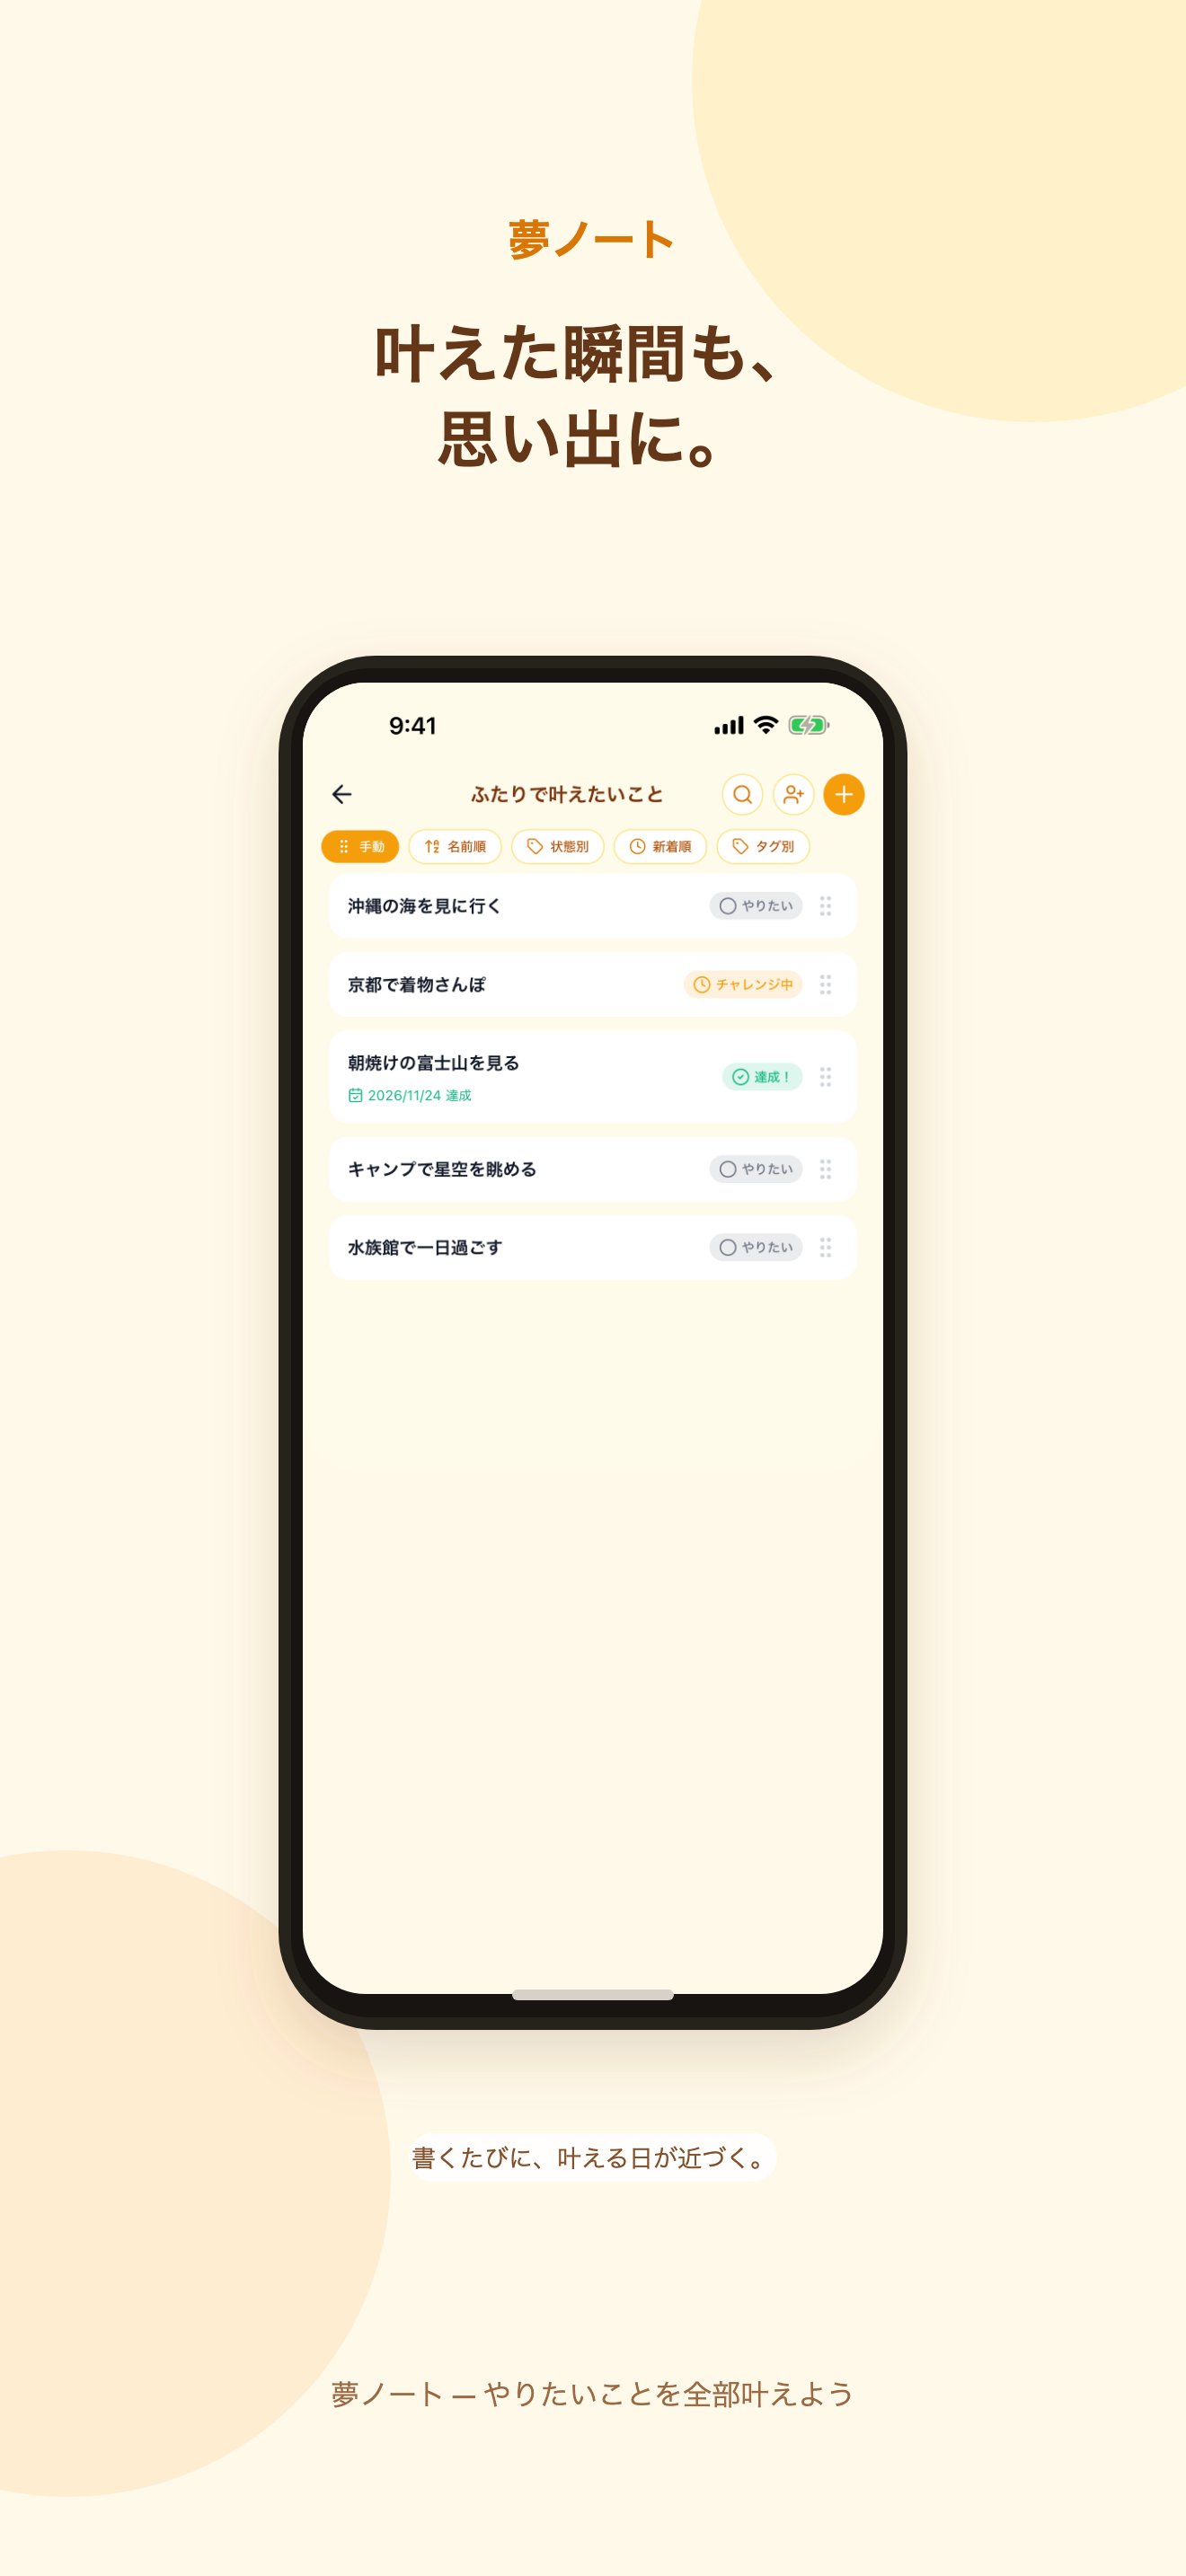 夢ノート
叶えた瞬間も、
思い出に。
9:41
ふたりで叶えたいこと
手動 名前順 状態別 新着順 タグ別
沖縄の海を見に行く やりたい
京都で着物さんぽ チャレンジ中
朝焼けの富士山を見る 達成！
2026/11/24 達成
キャンプで星空を眺める やりたい
水族館で一日過ごす やりたい
書くたびに、叶える日が近づく。
夢ノート — やりたいことを全部叶えよう